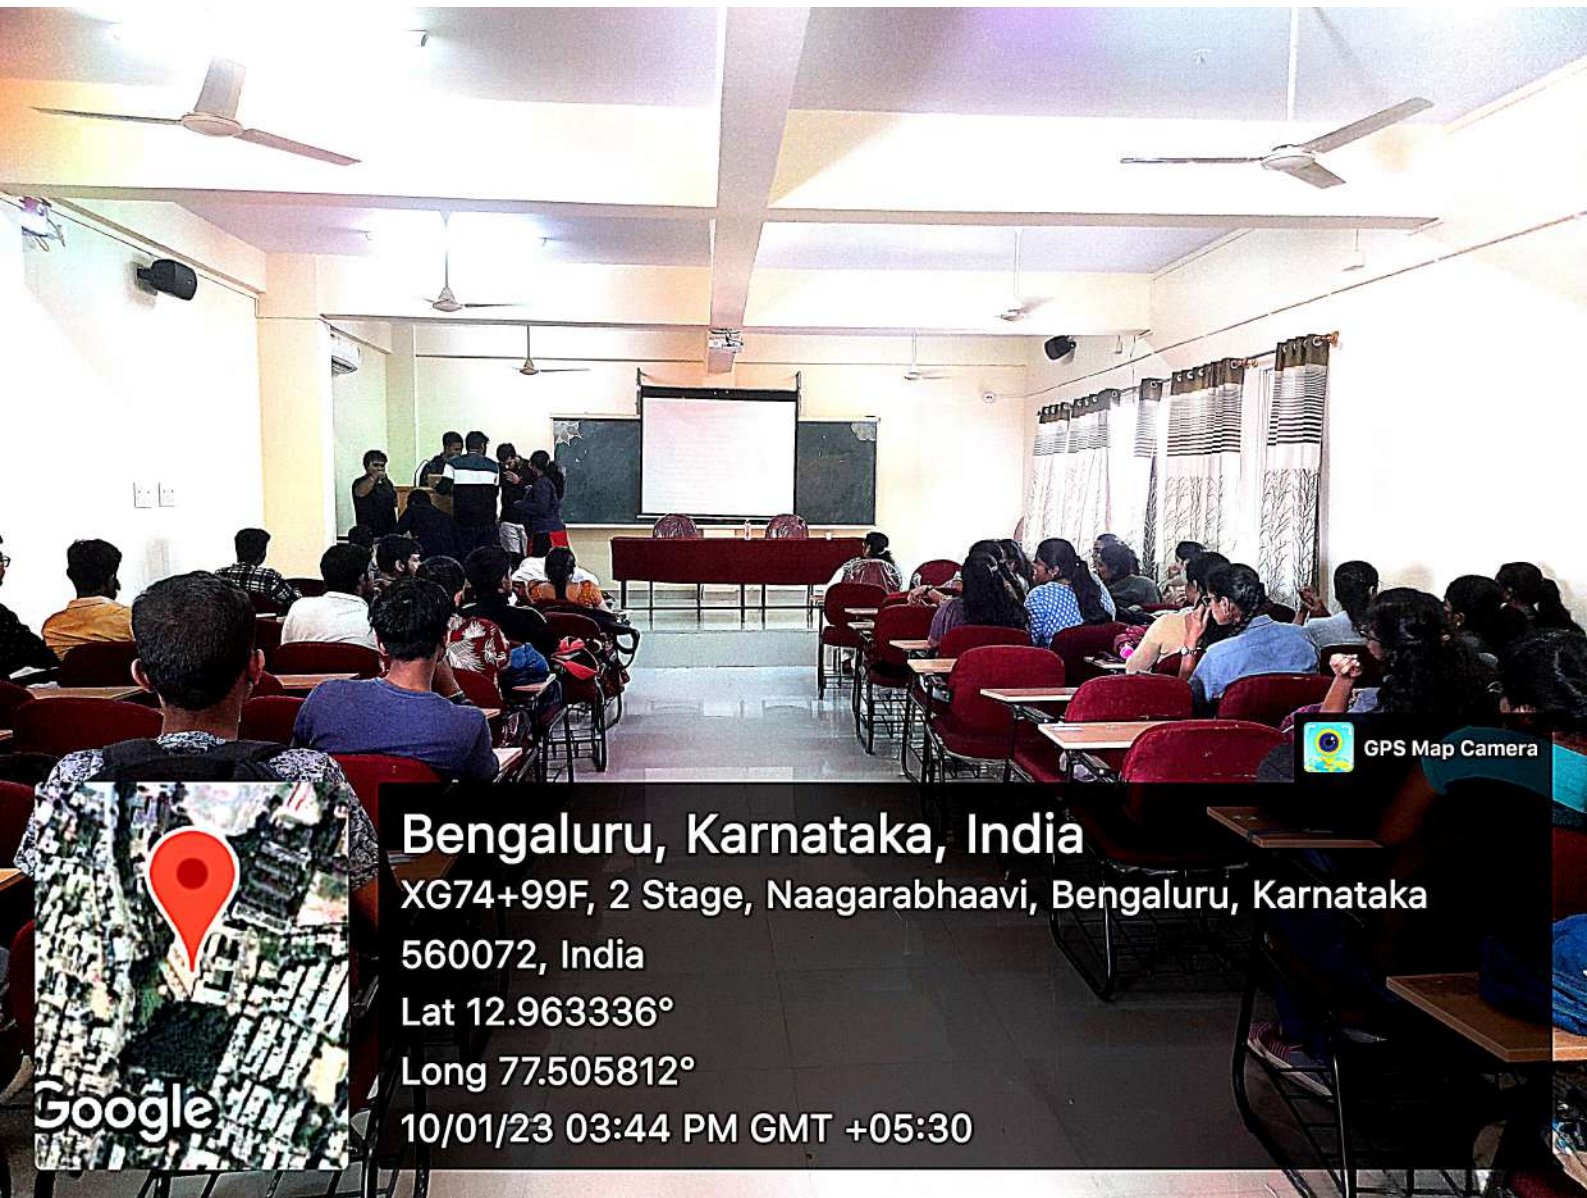 GPS Map Camera
Bengaluru, Karnataka, India
XG74+99F, 2 Stage, Naagarabhaavi, Bengaluru, Karnataka
560072, India
Lat 12.963336°
Long 77.505812°
10/01/23 03:44 PM GMT +05:30
Google